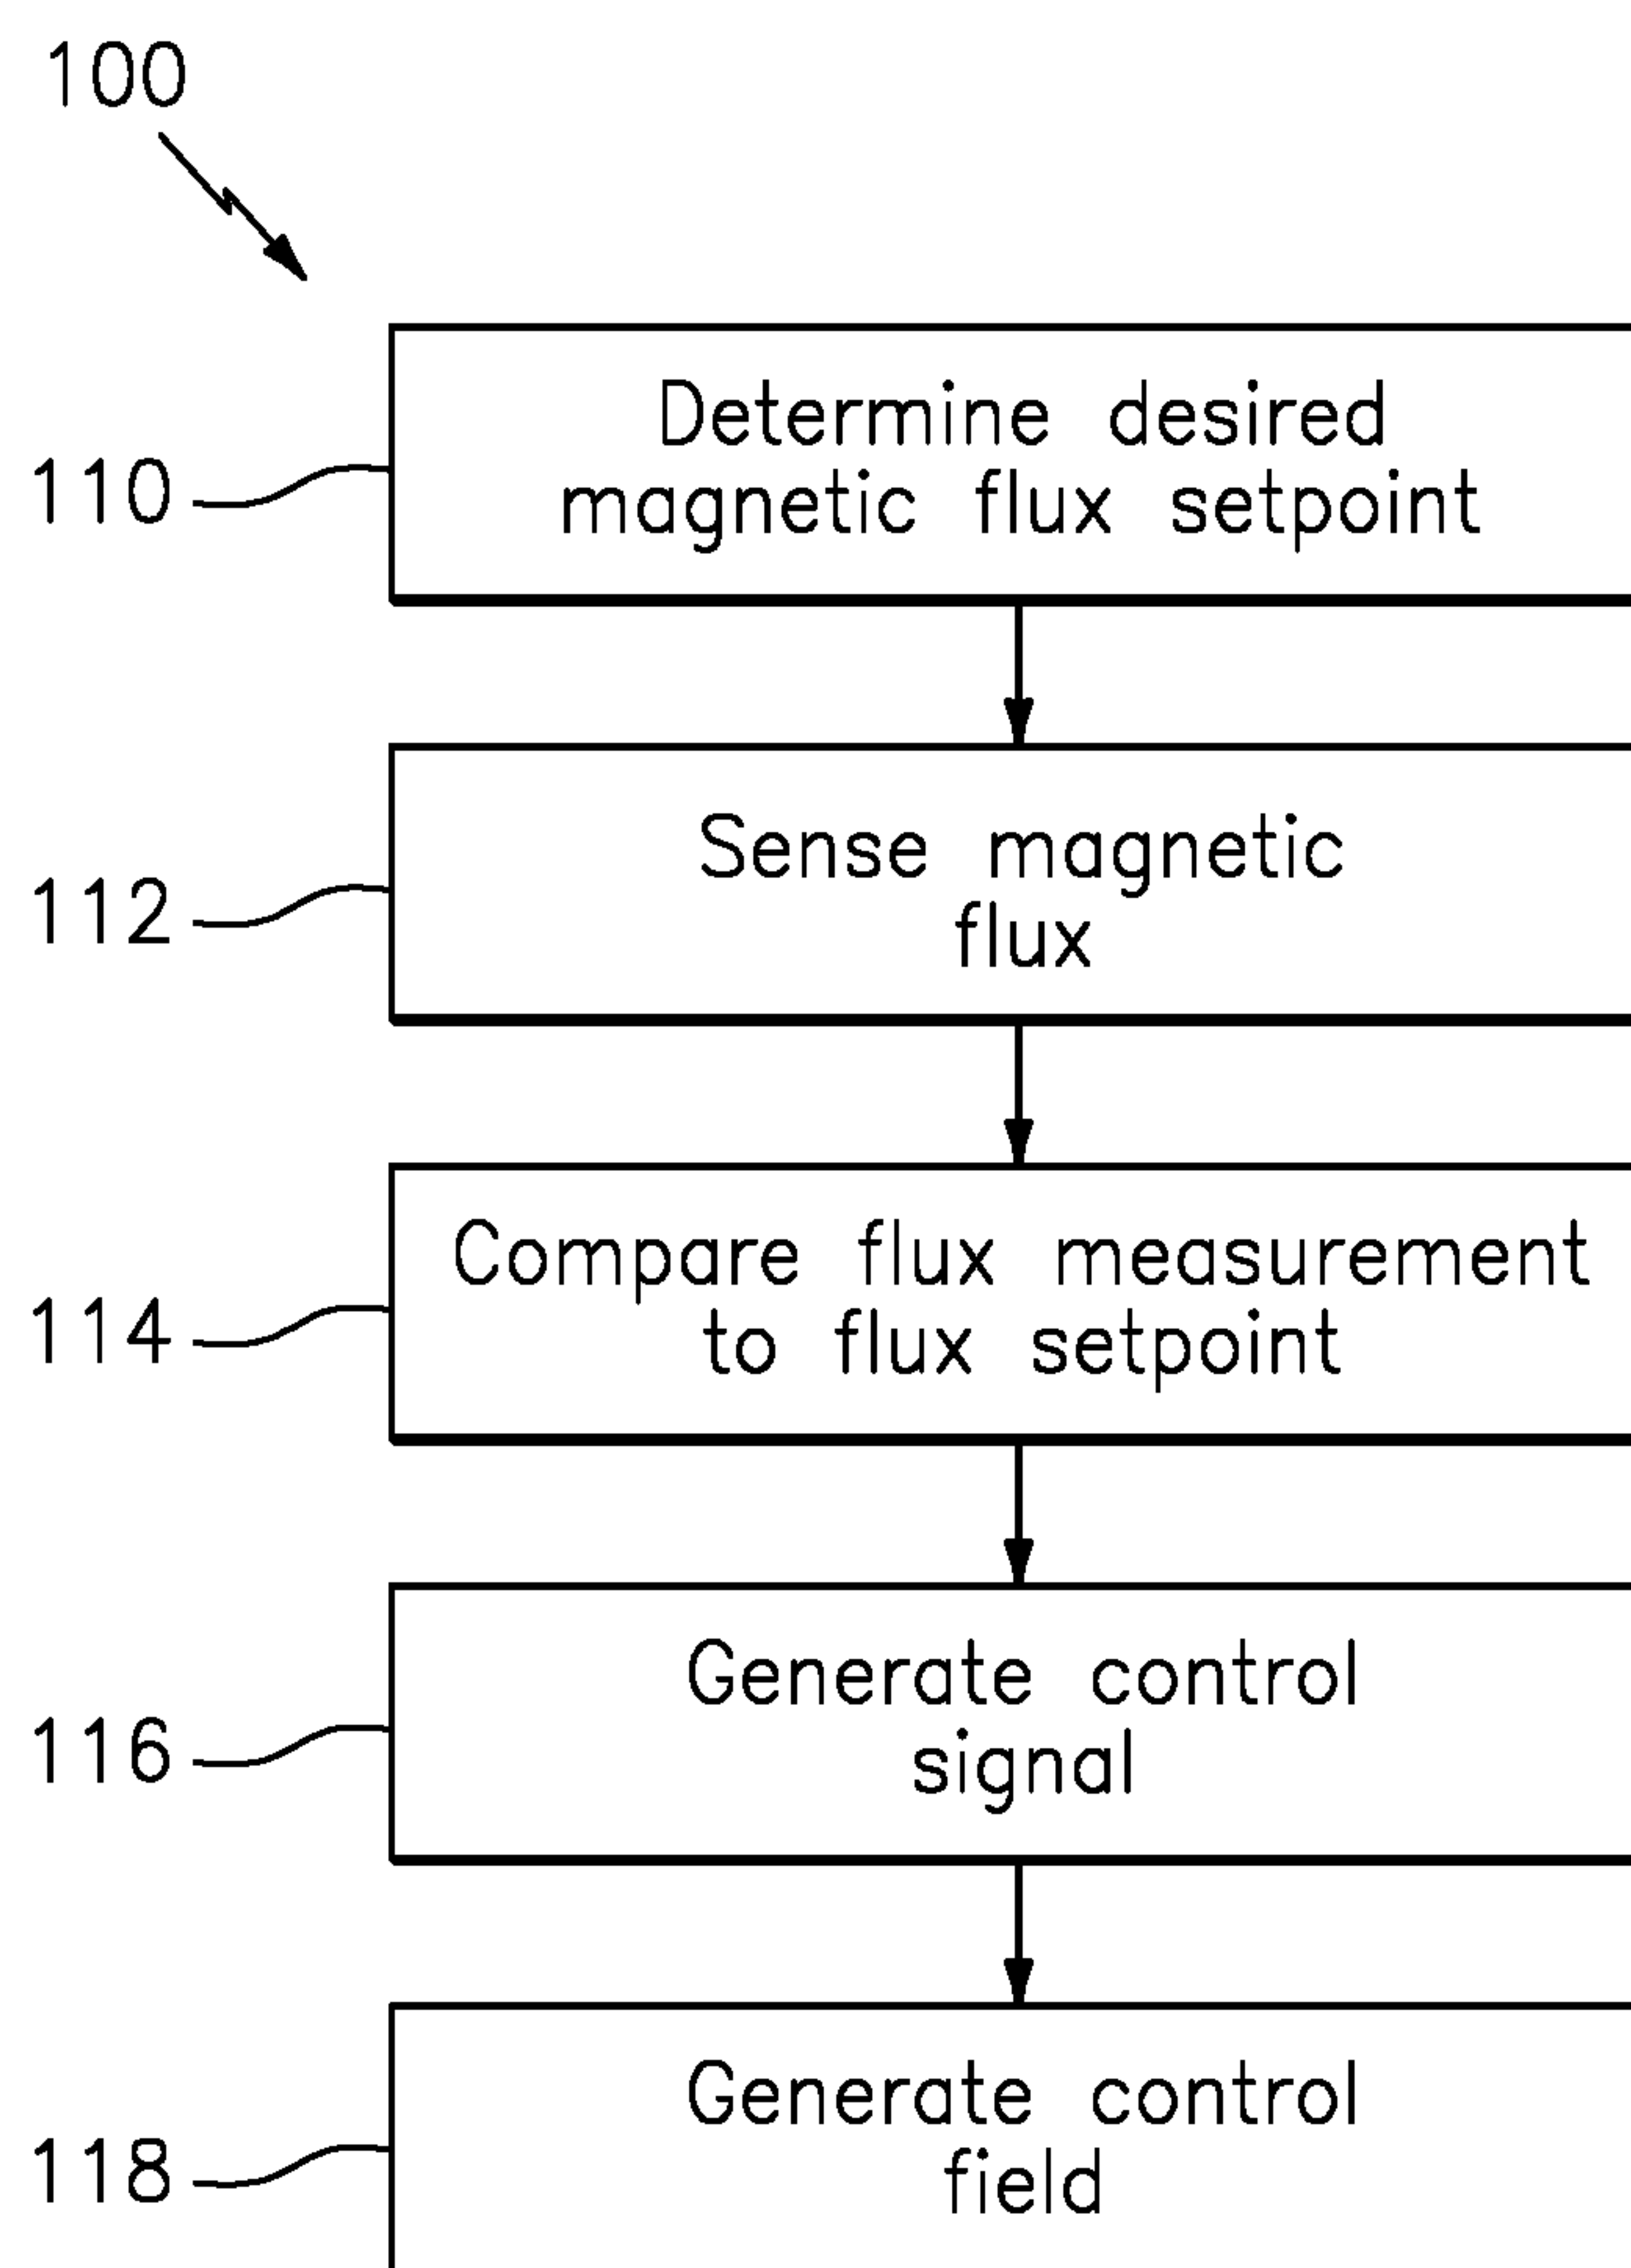 100
110
Determine desired
magnetic flux setpoint
112
Sense magnetic
flux
114
Compare flux measurement
to flux setpoint
116
Generate control
signal
118
Generate control
field